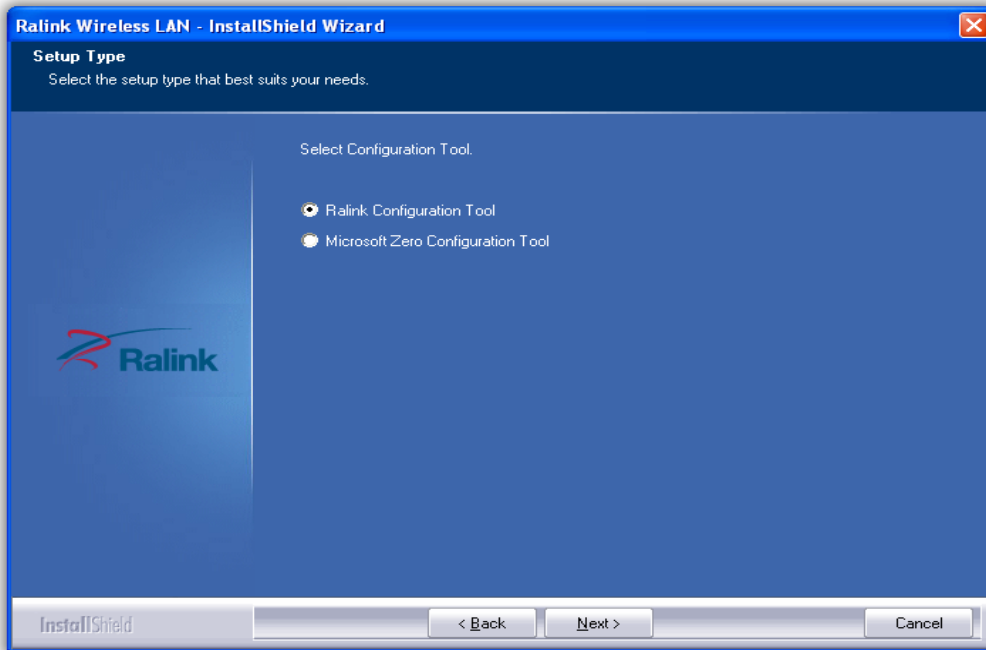 Ralink Wireless LAN - InstallShield Wizard
Setup Type
Select the setup type that best suits your needs.
Select Configuration Tool.
Ralink Configuration Tool
Microsoft Zero Configuration Tool
Ralink
InstallShield
< Back
Next >
Cancel